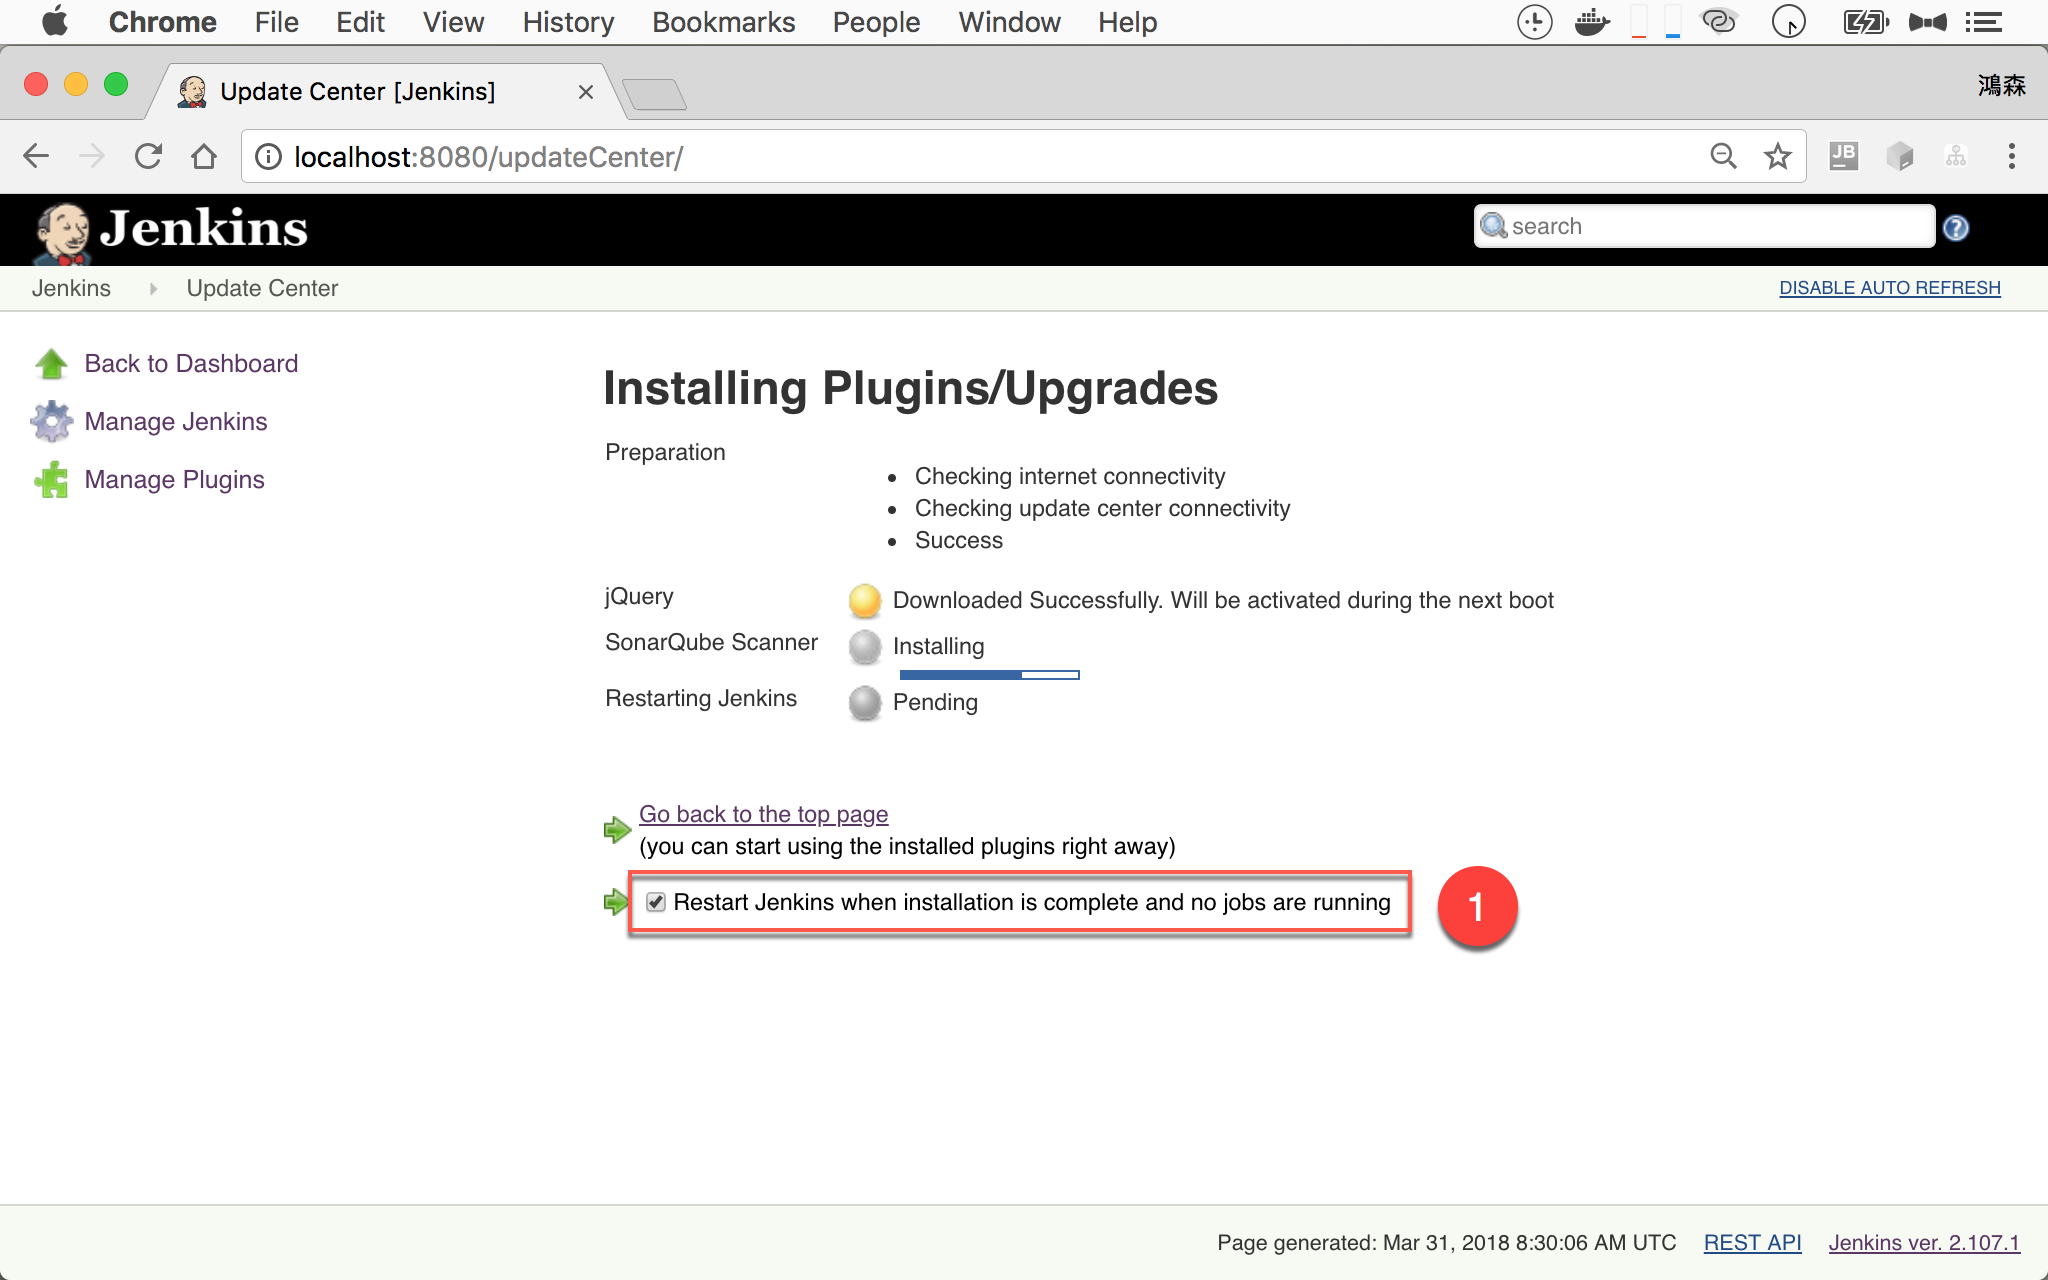 Chrome File Edit View History Bookmarks People Window Help
Update Center [Jenkins]
鴻森
localhost:8080/updateCenter/
JB
Jenkins
search
?
Jenkins Update Center
DISABLE AUTO REFRESH
Back to Dashboard
Manage Jenkins
Manage Plugins
Installing Plugins/Upgrades
Preparation
• Checking internet connectivity
• Checking update center connectivity
• Success
jQuery Downloaded Successfully. Will be activated during the next boot
SonarQube Scanner Installing
Restarting Jenkins Pending
Go back to the top page
(you can start using the installed plugins right away)
Restart Jenkins when installation is complete and no jobs are running
1
Page generated: Mar 31, 2018 8:30:06 AM UTC REST API Jenkins ver. 2.107.1